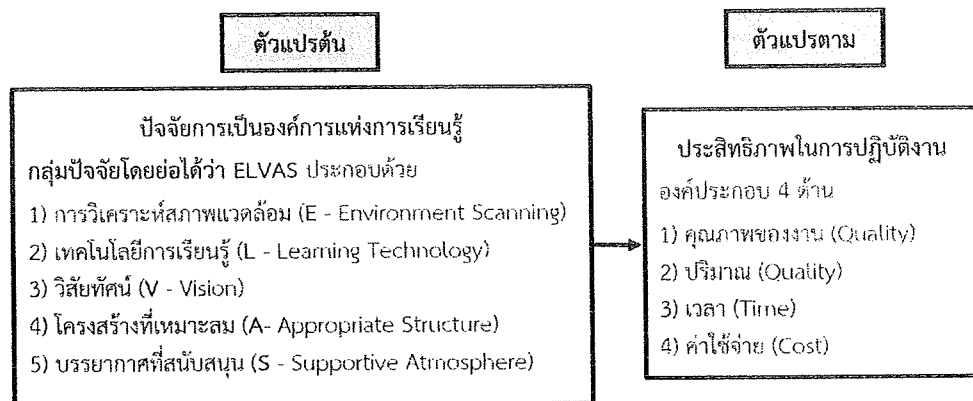 ตัวแปรต้น
ตัวแปรตาม
ปัจจัยการเป็นองค์การแห่งการเรียนรู้
กลุ่มปัจจัยโดยย่อได้ว่า ELVAS ประกอบด้วย
1) การวิเคราะห์สภาพแวดล้อม (E - Environment Scanning)
2) เทคโนโลยีการเรียนรู้ (L - Learning Technology)
3) วิสัยทัศน์ (V - Vision)
4) โครงสร้างที่เหมาะสม (A- Appropriate Structure)
5) บรรยากาศที่สนับสนุน (S - Supportive Atmosphere)
ประสิทธิภาพในการปฏิบัติงาน
องค์ประกอบ 4 ด้าน
1) คุณภาพของงาน (Quality)
2) ปริมาณ (Quality)
3) เวลา (Time)
4) ค่าใช้จ่าย (Cost)